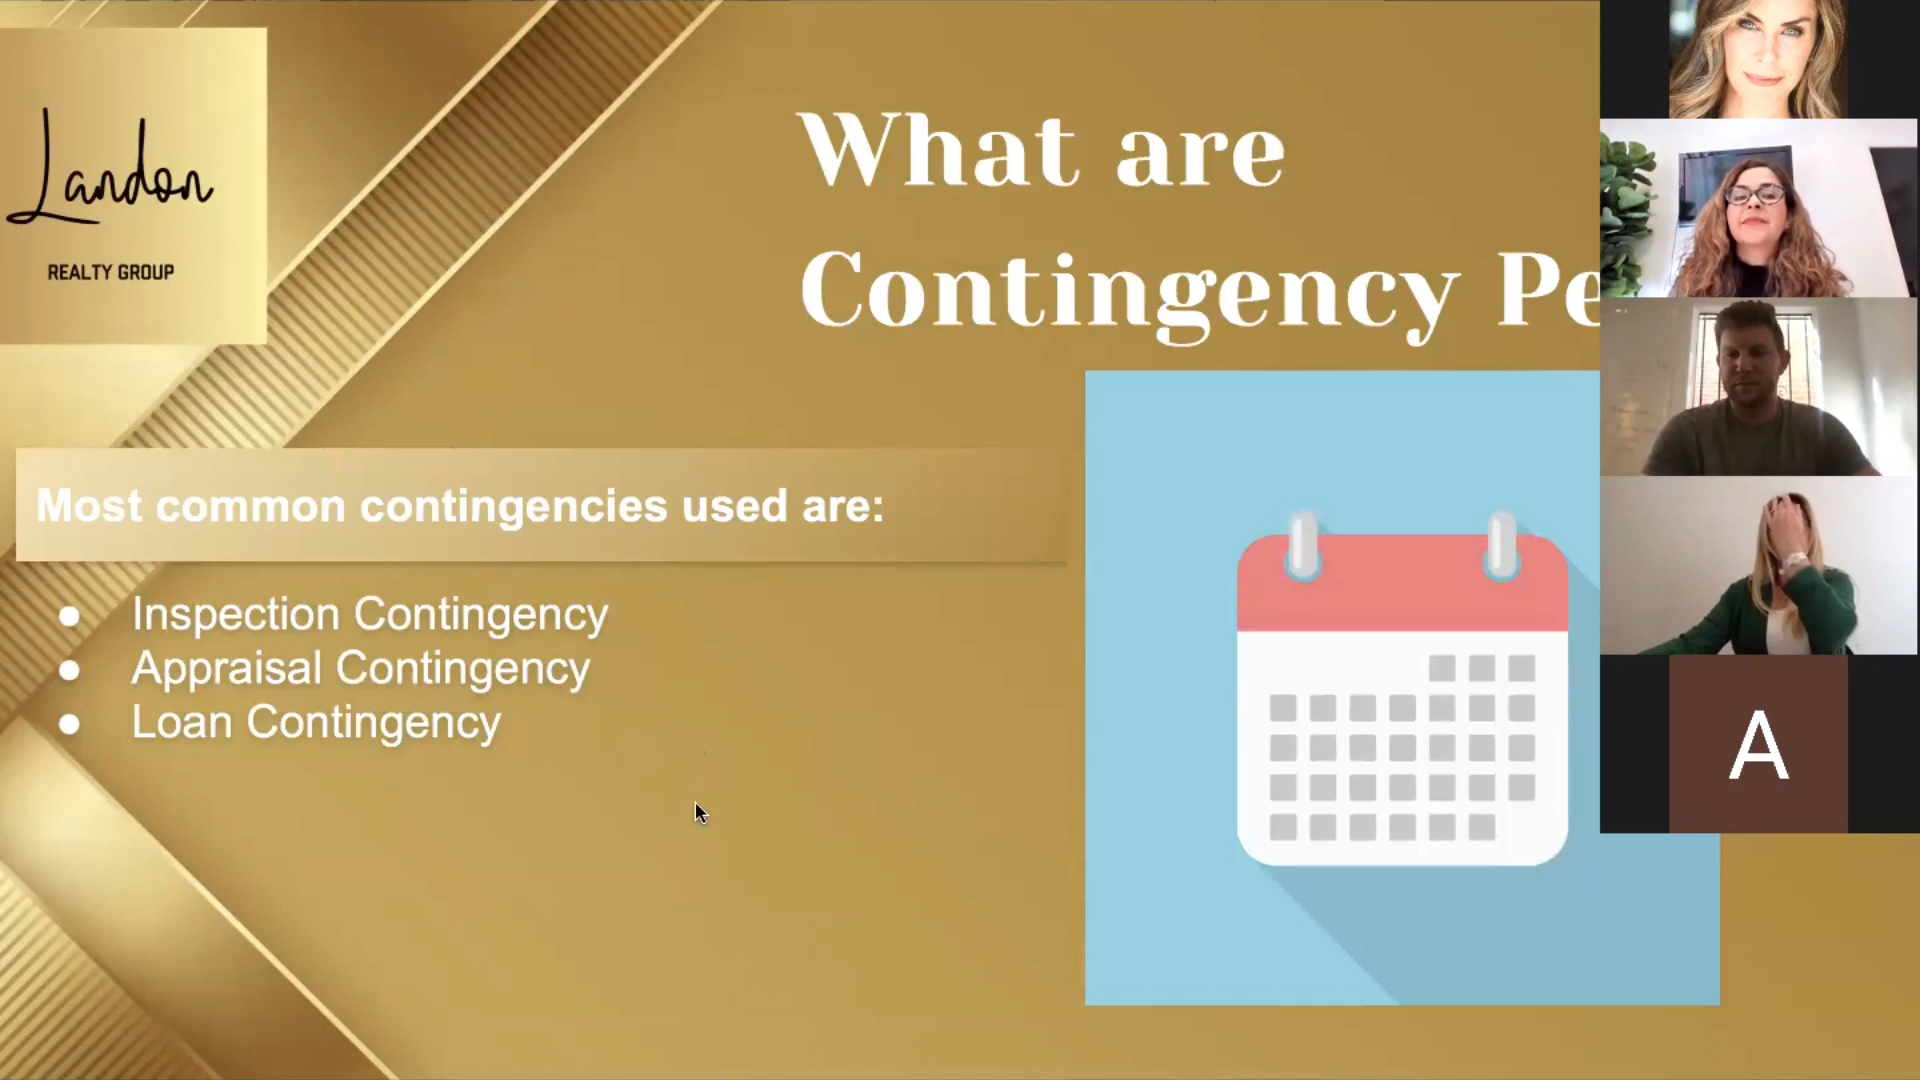 Landon
REALTY GROUP
What are
Contingency Pe
Most common contingencies used are:
● Inspection Contingency
● Appraisal Contingency
● Loan Contingency
A